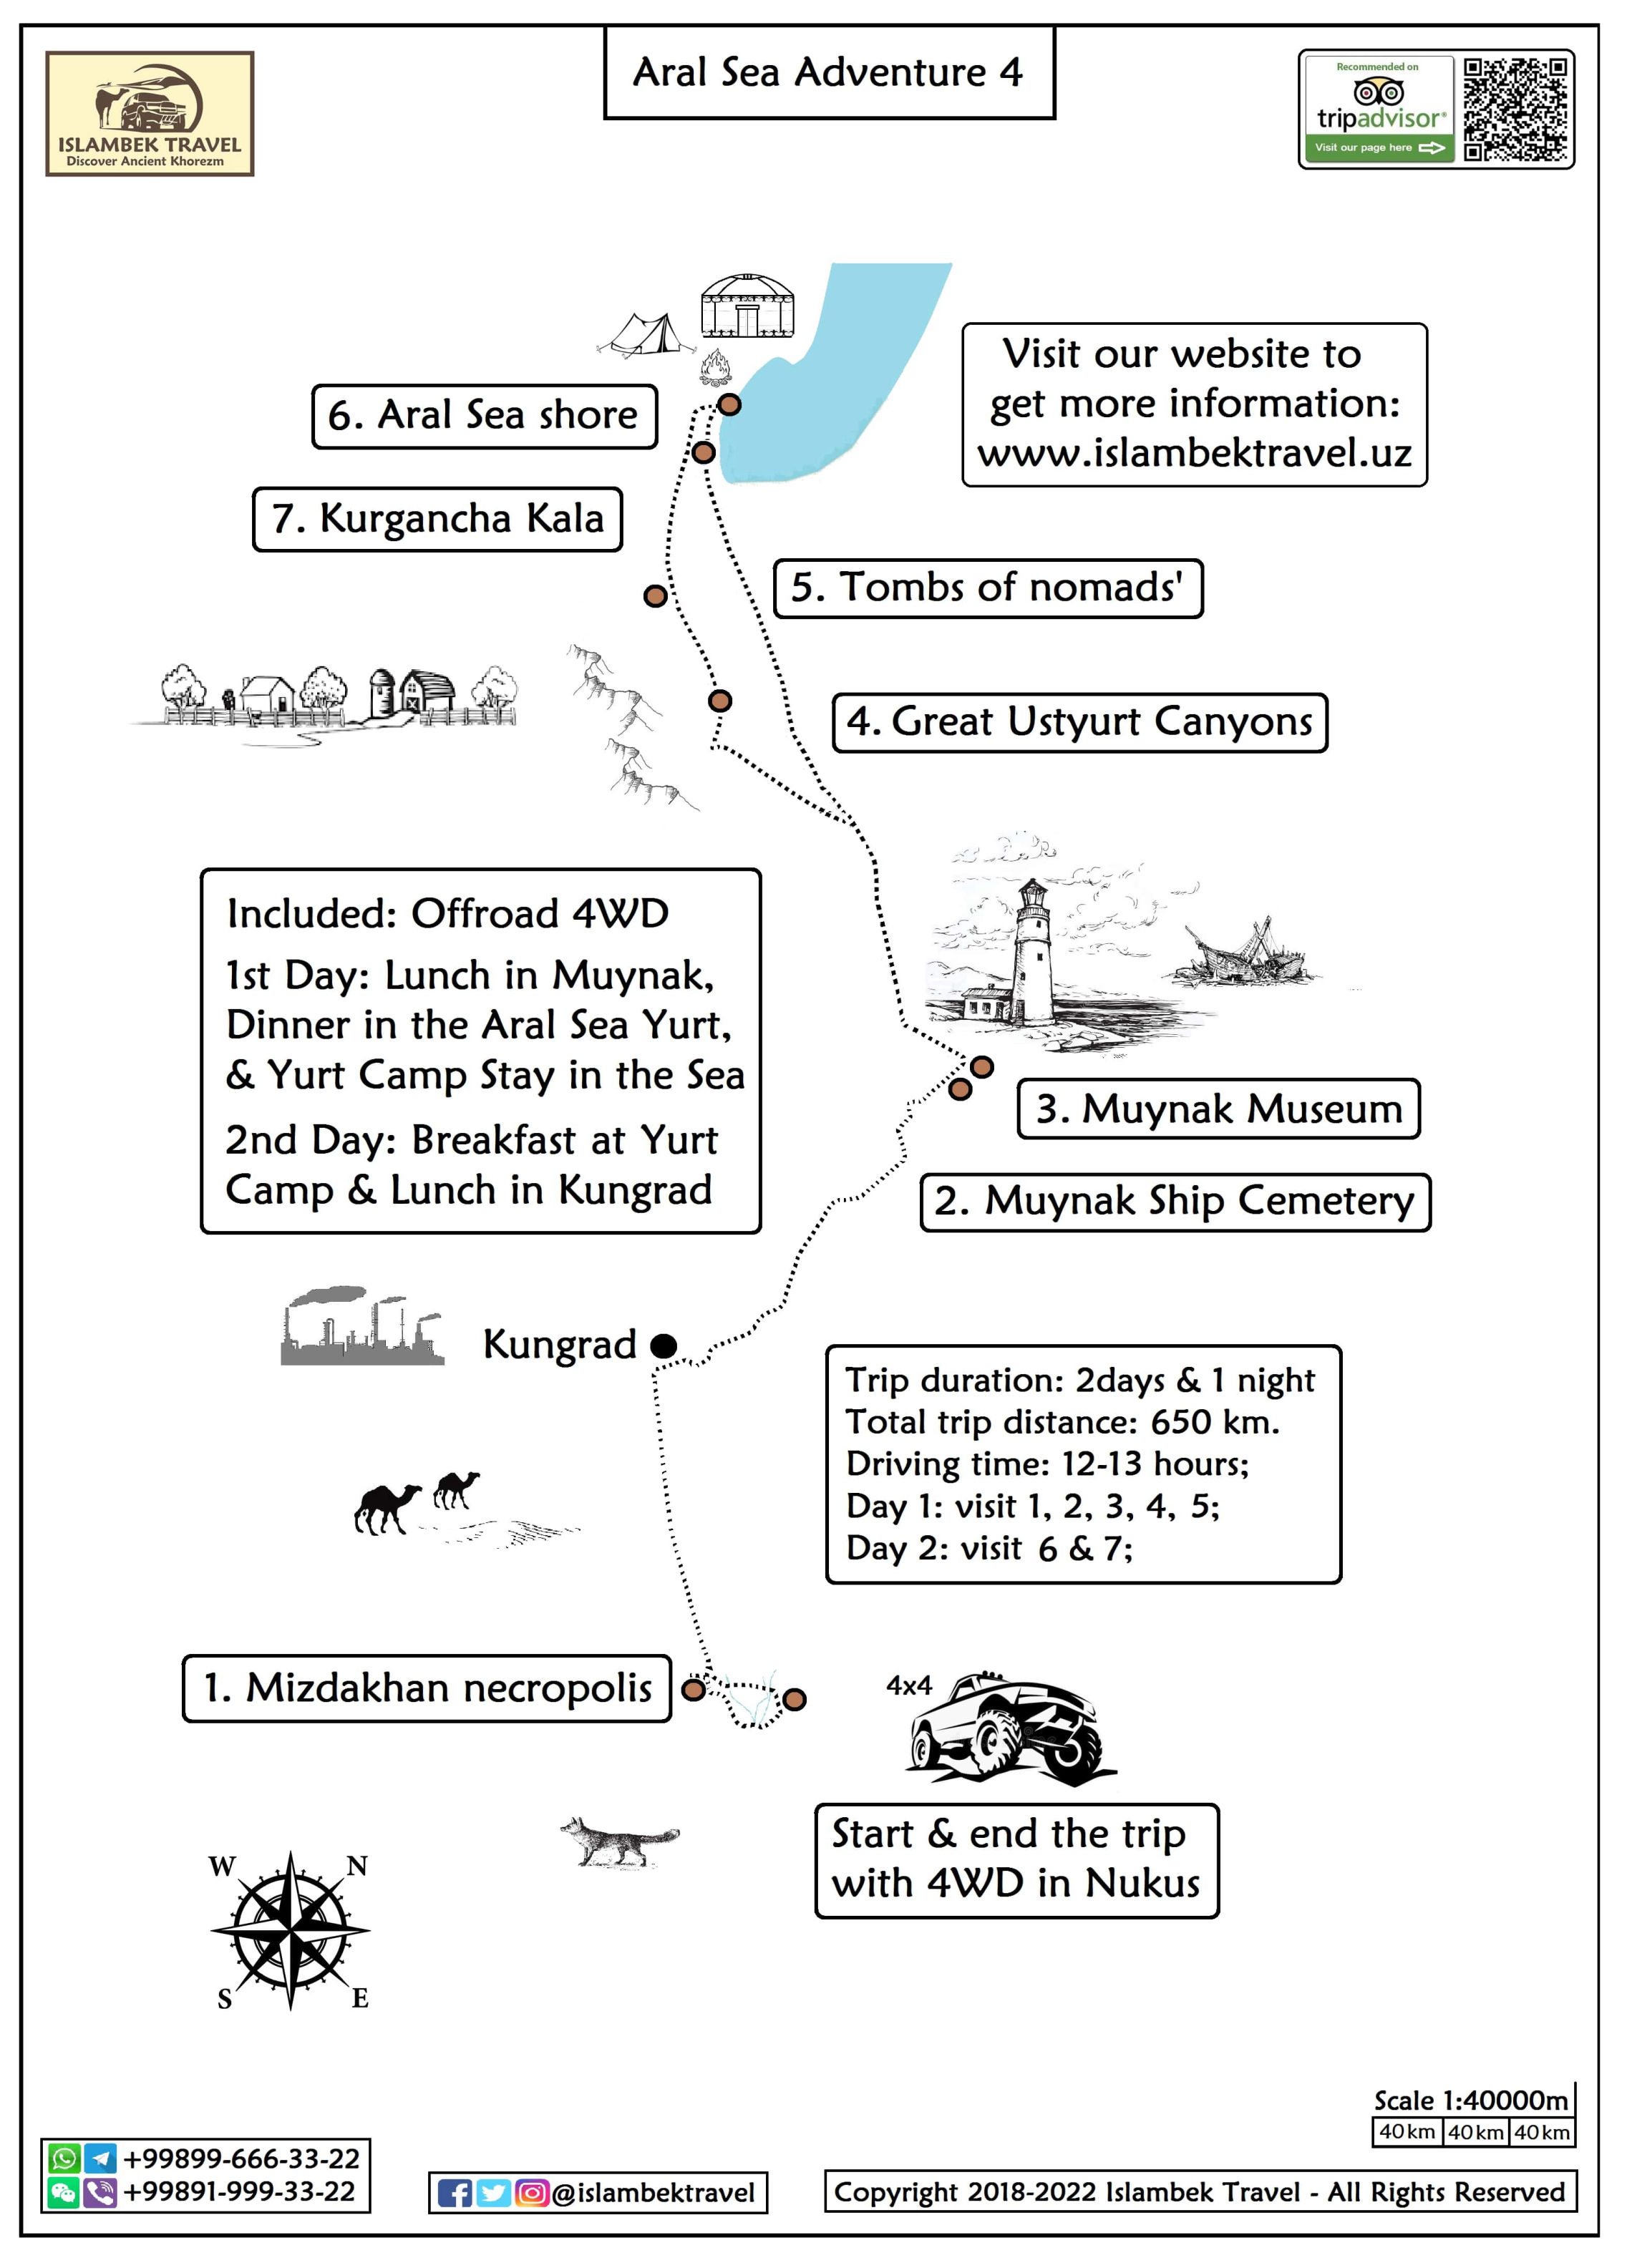 Aral Sea Adventure 4
ISLAMBEK TRAVEL
Discover Ancient Khorezm
Recommended on
tripadvisor®
Visit our page here
Visit our website to
get more information:
www.islambektravel.uz
6. Aral Sea shore
7. Kurgancha Kala
5. Tombs of nomads'
4. Great Ustyurt Canyons
Included: Offroad 4WD
1st Day: Lunch in Muynak,
Dinner in the Aral Sea Yurt,
& Yurt Camp Stay in the Sea
2nd Day: Breakfast at Yurt
Camp & Lunch in Kungrad
3. Muynak Museum
2. Muynak Ship Cemetery
Kungrad
Trip duration: 2days & 1 night
Total trip distance: 650 km.
Driving time: 12-13 hours;
Day 1: visit 1, 2, 3, 4, 5;
Day 2: visit 6 & 7;
1. Mizdakhan necropolis
4x4
Start & end the trip
with 4WD in Nukus
W N
S E
Scale 1:40000m
40km 40km 40km
+99899-666-33-22
+99891-999-33-22
@islambektravel
Copyright 2018-2022 Islambek Travel - All Rights Reserved